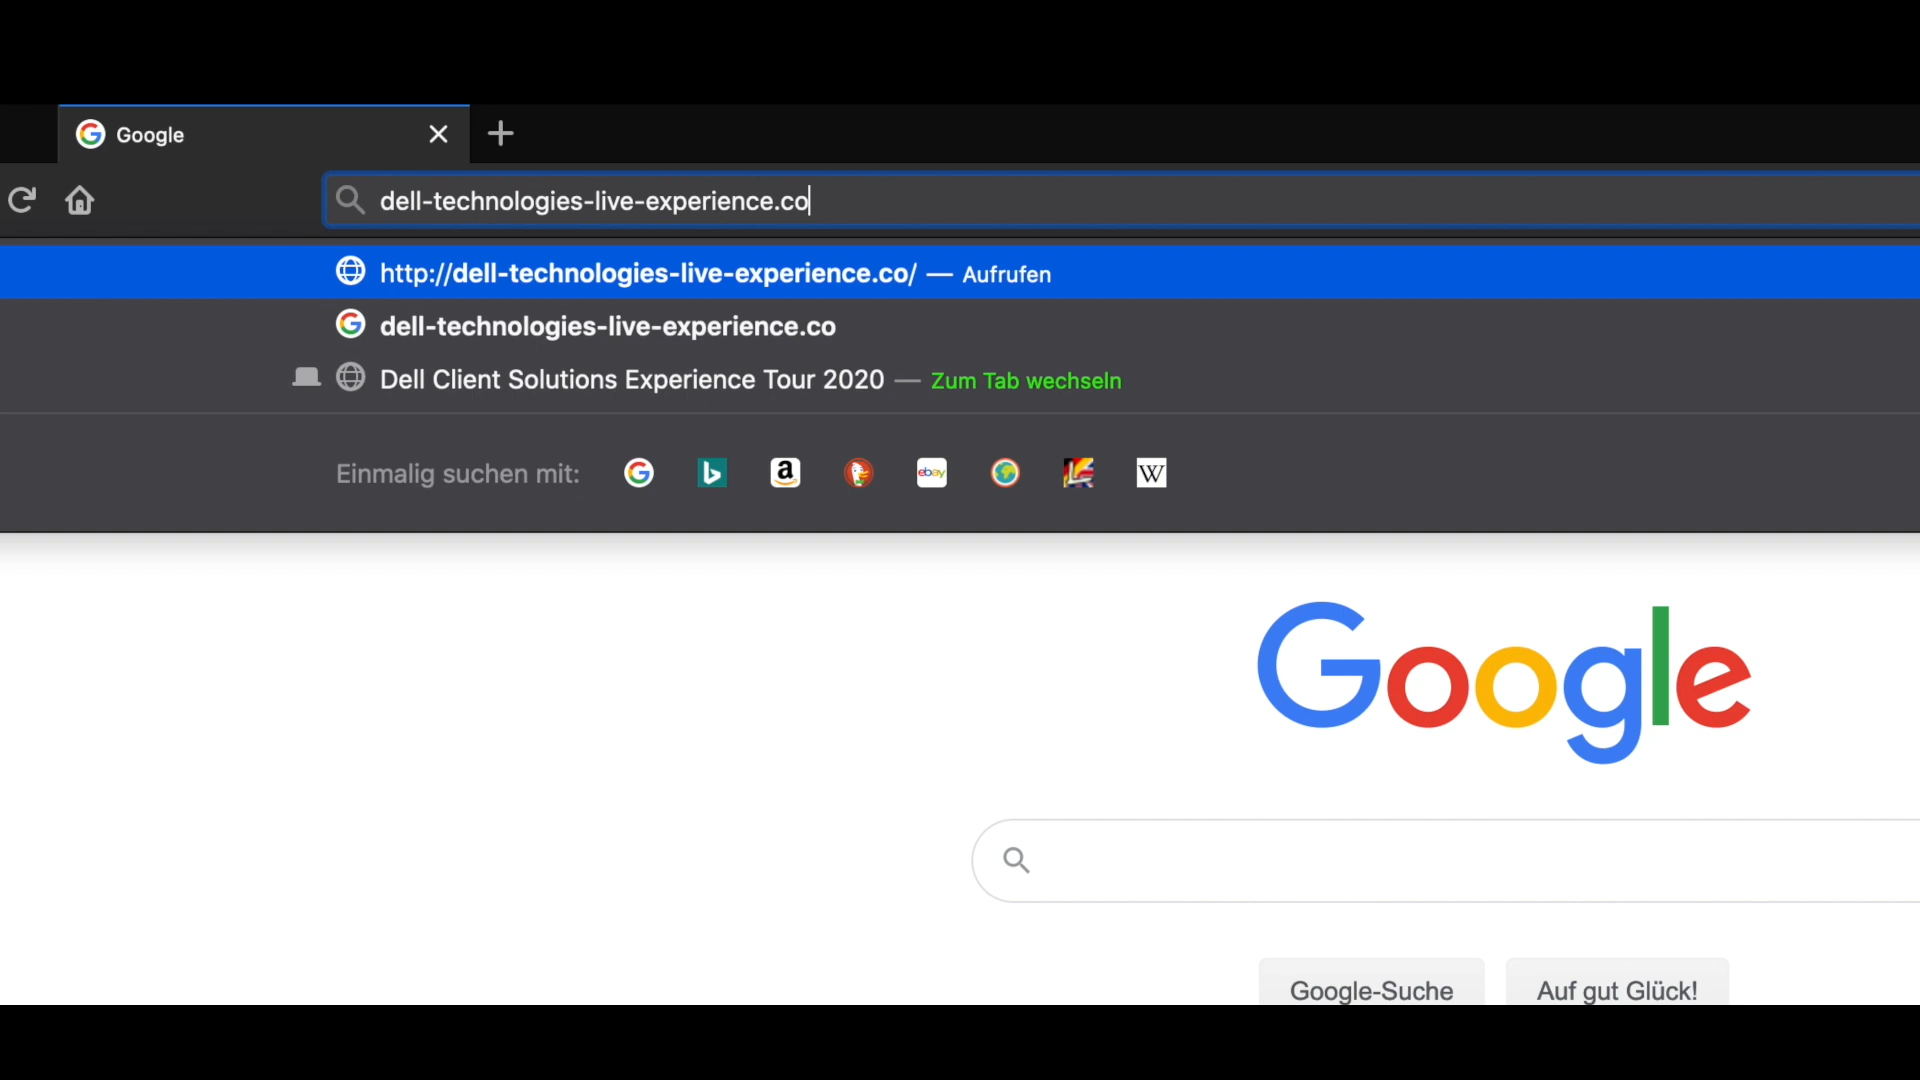 Google
dell-technologies-live-experience.co
http://dell-technologies-live-experience.co/ — Aufrufen
dell-technologies-live-experience.co
Dell Client Solutions Experience Tour 2020 — Zum Tab wechseln
Einmalig suchen mit: G b a ebay W
Google
Google-Suche Auf gut Glück!